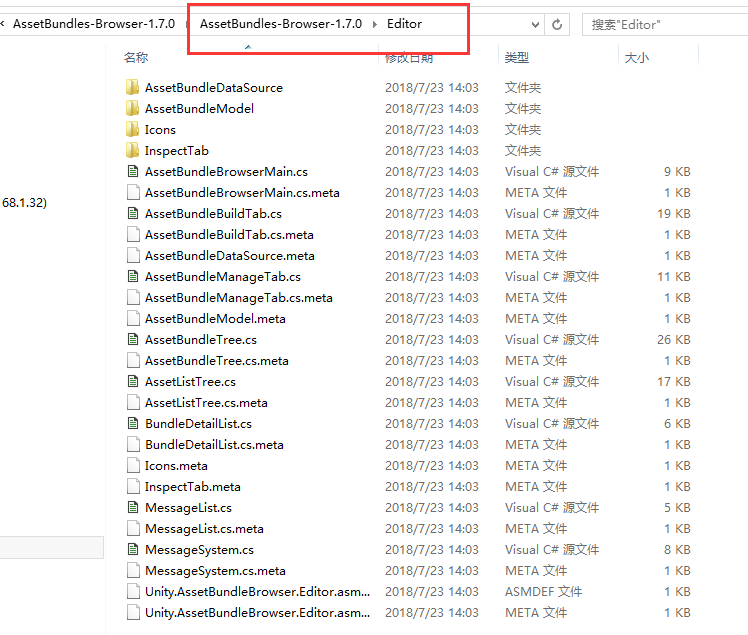 AssetBundles-Browser-1.7.0 AssetBundles-Browser-1.7.0 Editor 搜索"Editor"
名称 修改日期 类型 大小
AssetBundleDataSource 2018/7/23 14:03 文件夹
AssetBundleModel 2018/7/23 14:03 文件夹
Icons 2018/7/23 14:03 文件夹
InspectTab 2018/7/23 14:03 文件夹
AssetBundleBrowserMain.cs 2018/7/23 14:03 Visual C# 源文件 9 KB
AssetBundleBrowserMain.cs.meta 2018/7/23 14:03 META 文件 1 KB
68.1.32)
AssetBundleBuildTab.cs 2018/7/23 14:03 Visual C# 源文件 19 KB
AssetBundleBuildTab.cs.meta 2018/7/23 14:03 META 文件 1 KB
AssetBundleDataSource.meta 2018/7/23 14:03 META 文件 1 KB
AssetBundleManageTab.cs 2018/7/23 14:03 Visual C# 源文件 11 KB
AssetBundleManageTab.cs.meta 2018/7/23 14:03 META 文件 1 KB
AssetBundleModel.meta 2018/7/23 14:03 META 文件 1 KB
AssetBundleTree.cs 2018/7/23 14:03 Visual C# 源文件 26 KB
AssetBundleTree.cs.meta 2018/7/23 14:03 META 文件 1 KB
AssetListTree.cs 2018/7/23 14:03 Visual C# 源文件 17 KB
AssetListTree.cs.meta 2018/7/23 14:03 META 文件 1 KB
BundleDetailList.cs 2018/7/23 14:03 Visual C# 源文件 6 KB
BundleDetailList.cs.meta 2018/7/23 14:03 META 文件 1 KB
Icons.meta 2018/7/23 14:03 META 文件 1 KB
InspectTab.meta 2018/7/23 14:03 META 文件 1 KB
MessageList.cs 2018/7/23 14:03 Visual C# 源文件 5 KB
MessageList.cs.meta 2018/7/23 14:03 META 文件 1 KB
MessageSystem.cs 2018/7/23 14:03 Visual C# 源文件 8 KB
MessageSystem.cs.meta 2018/7/23 14:03 META 文件 1 KB
Unity.AssetBundleBrowser.Editor.asm... 2018/7/23 14:03 ASMDEF 文件 1 KB
Unity.AssetBundleBrowser.Editor.asm... 2018/7/23 14:03 META 文件 1 KB